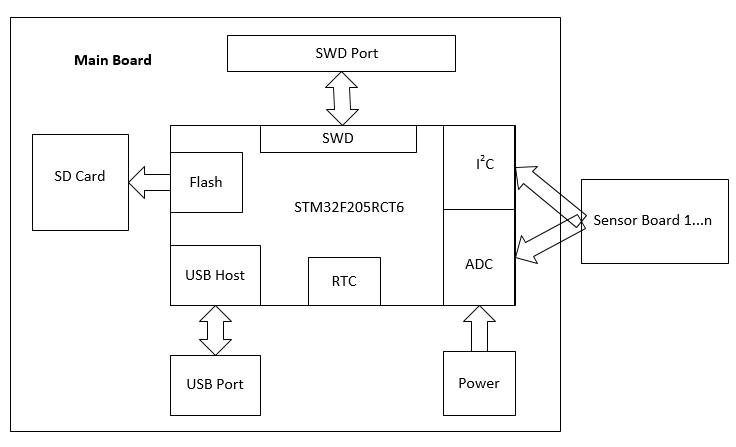 SWD Port
Main Board
SWD
I²C
SD Card
Flash
STM32F205RCT6
Sensor Board 1...n
USB Host
RTC
ADC
USB Port
Power